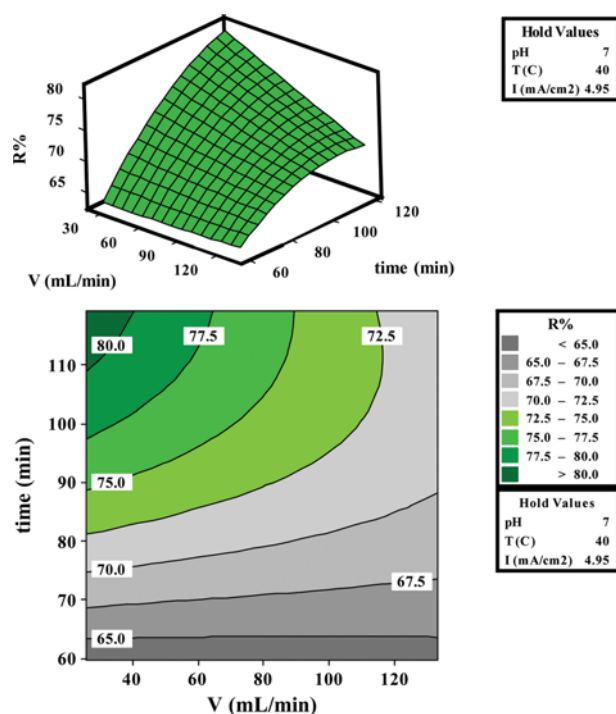 Hold Values
pH 7
T (C) 40
I (mA/cm2) 4.95
80
75
70
65
R%
30
60
90
120
V (mL/min)
60
80
100
120
time (min)
110
100
90
80
70
60
time (min)
80.0
77.5
72.5
75.0
70.0
67.5
65.0
40
60
80
100
120
V (mL/min)
R%
< 65.0
65.0 – 67.5
67.5 – 70.0
70.0 – 72.5
72.5 – 75.0
75.0 – 77.5
77.5 – 80.0
> 80.0
Hold Values
pH 7
T (C) 40
I (mA/cm2) 4.95